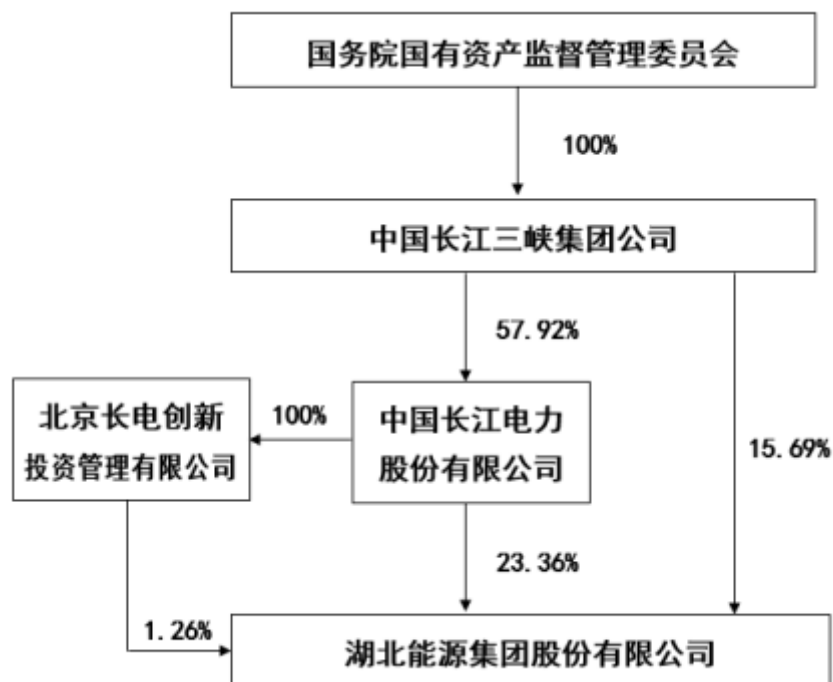 国务院国有资产监督管理委员会
100%
中国长江三峡集团公司
57.92%
北京长电创新
投资管理有限公司
100%
中国长江电力
股份有限公司
15.69%
23.36%
1.26%
湖北能源集团股份有限公司